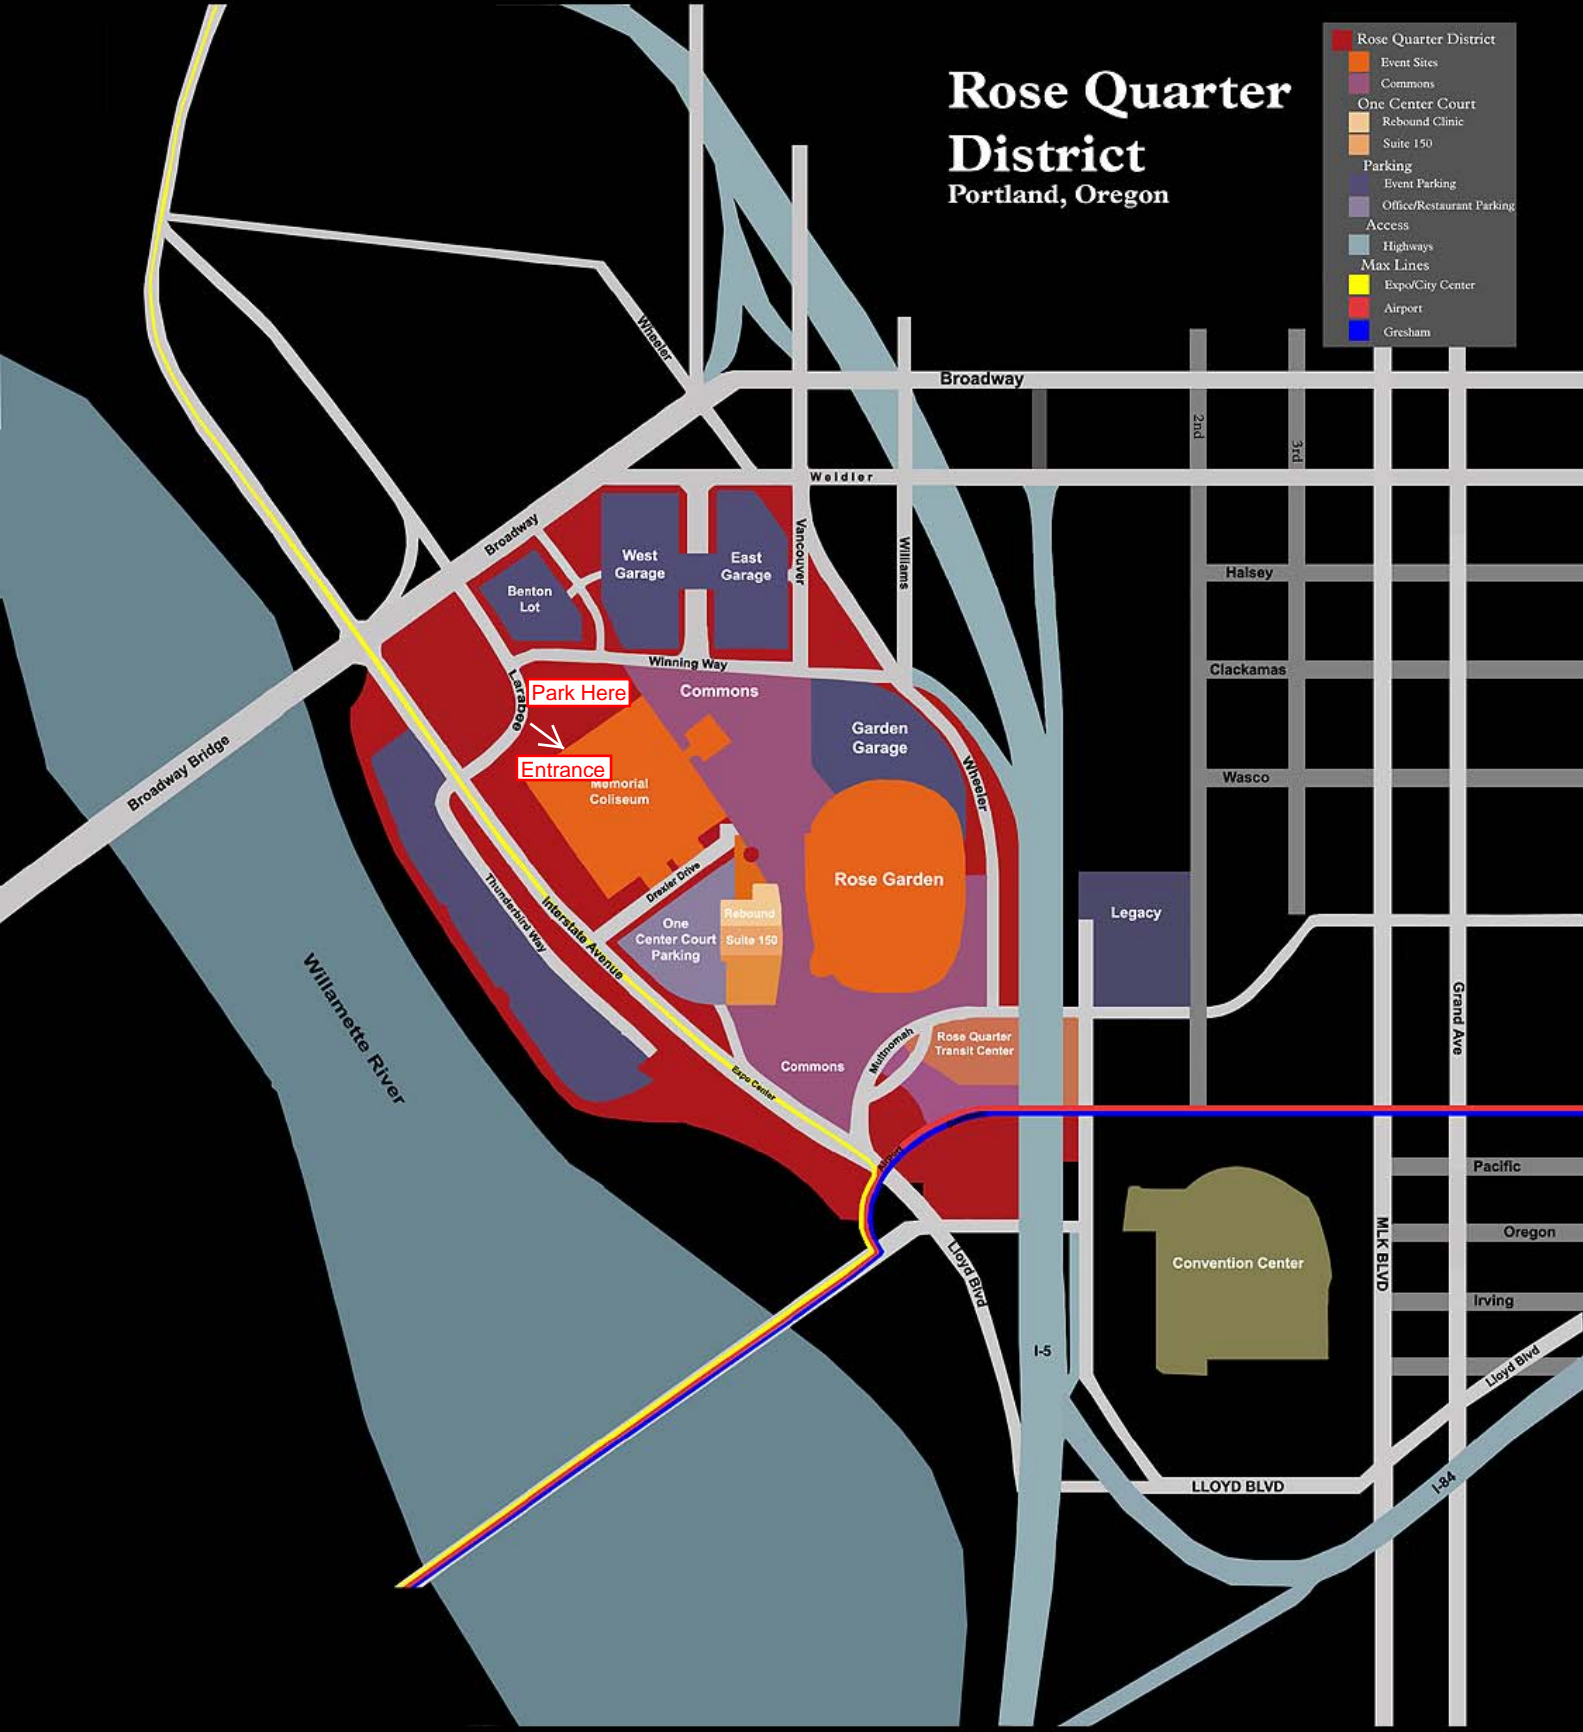 Rose Quarter
District
Portland, Oregon
Rose Quarter District
Event Sites
Commons
One Center Court
Rebound Clinic
Suite 150
Parking
Event Parking
Office/Restaurant Parking
Access
Highways
Max Lines
Expo/City Center
Airport
Gresham
Wheeler
Broadway
2nd
3rd
Weidler
Broadway
West
Garage
East
Garage
Vancouver
Williams
Benton
Lot
Halsey
Winning Way
Clackamas
Larabee
Park Here
Commons
Garden
Garage
Entrance
Memorial
Coliseum
Broadway Bridge
Wheeler
Wasco
Drexler Drive
Rose Garden
Thunderbird Way
Interstate Avenue
One
Center Court
Parking
Rebound
Suite 150
Legacy
Willamette River
Grand Ave
Multnomah
Rose Quarter
Transit Center
Commons
Expo Center
Airport
Pacific
Oregon
MLK BLVD
Convention Center
Lloyd Blvd
Irving
I-5
Lloyd Blvd
I-84
LLOYD BLVD